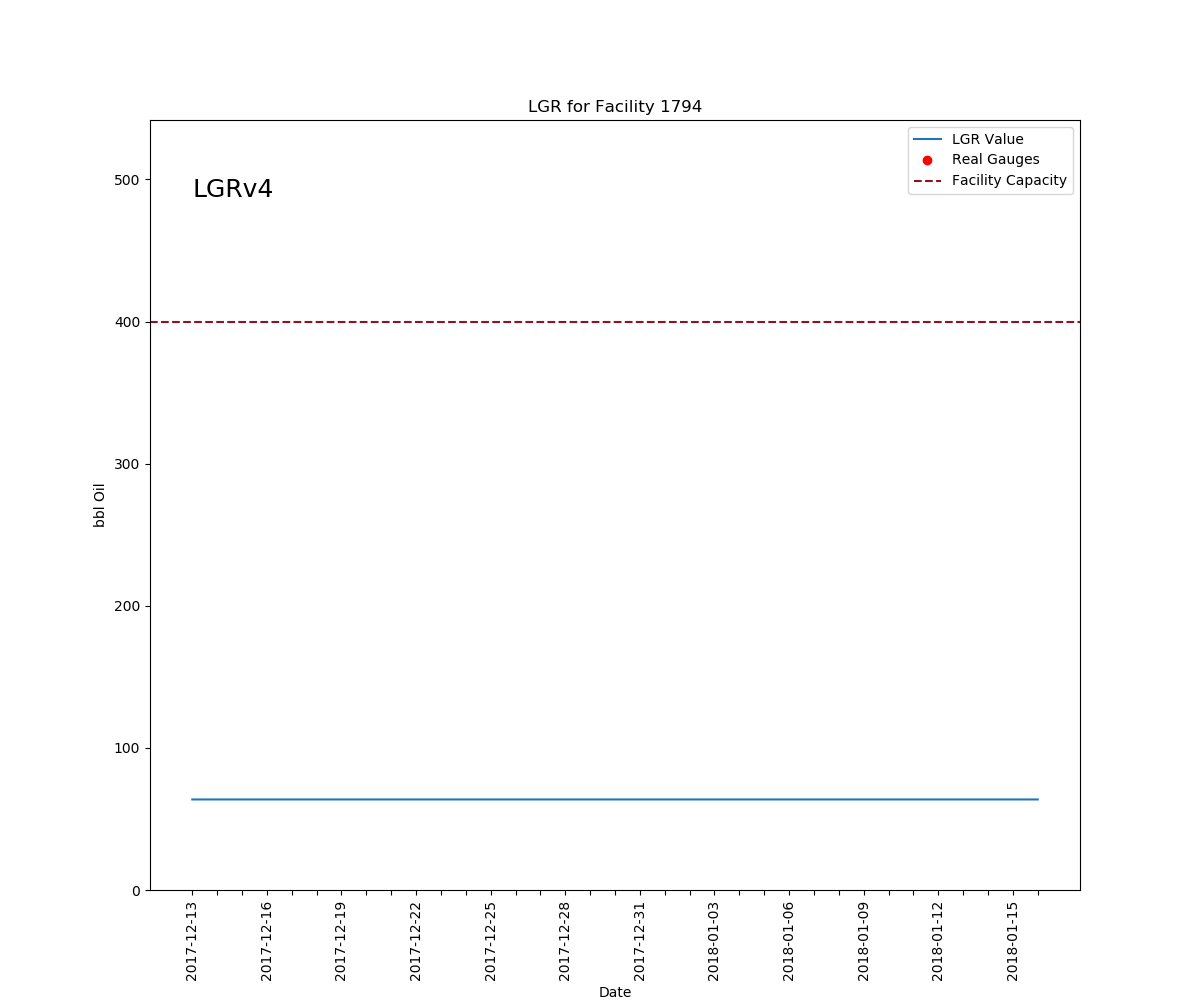 LGR for Facility 1794
LGR Value
Real Gauges
Facility Capacity
LGRv4
500
400
300
200
100
0
bbl Oil
2017-12-13
2017-12-16
2017-12-19
2017-12-22
2017-12-25
2017-12-28
2017-12-31
2018-01-03
2018-01-06
2018-01-09
2018-01-12
2018-01-15
Date